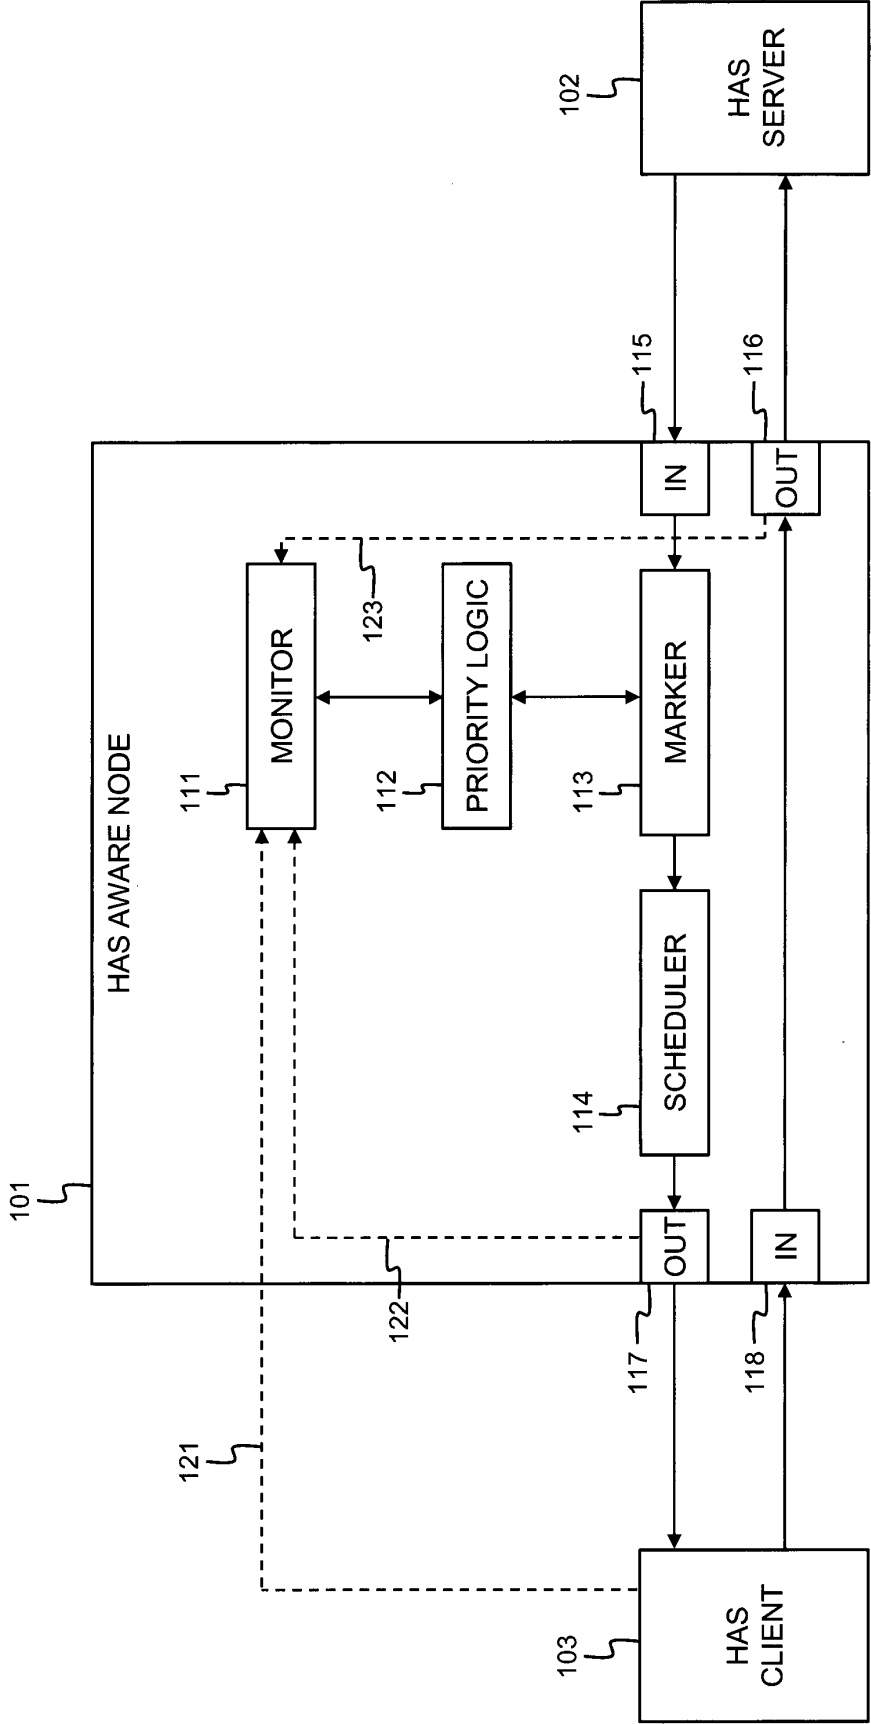 101
HAS AWARE NODE
121
122
123
111
MONITOR
112
PRIORITY LOGIC
103
HAS
CLIENT
117
OUT
114
SCHEDULER
113
MARKER
115
IN
102
HAS
SERVER
118
IN
116
OUT